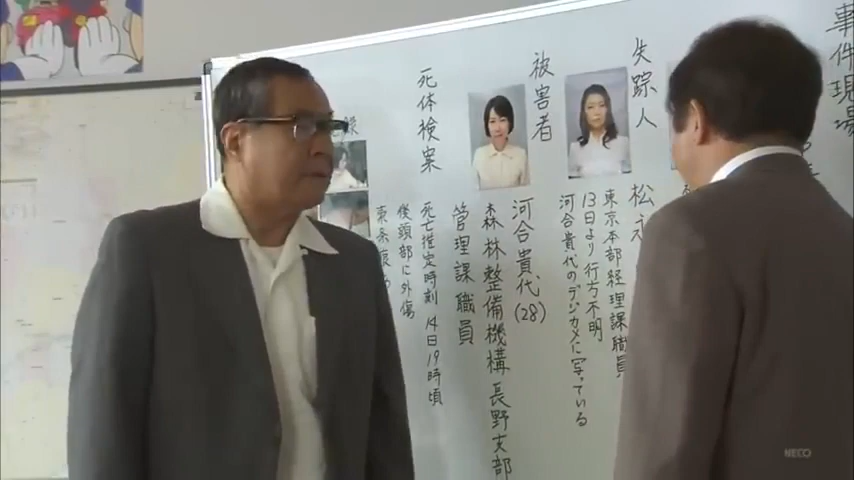 事件現場
失踪人
松
東京本部経理課職員
13日より行方不明
河合貴代のデジカメに写っている
被害者
河合貴代(28)
森林整備機構長野支部
管理課職員
死体検案
死亡推定時刻 14日19時頃
後頭部に外傷
NECO